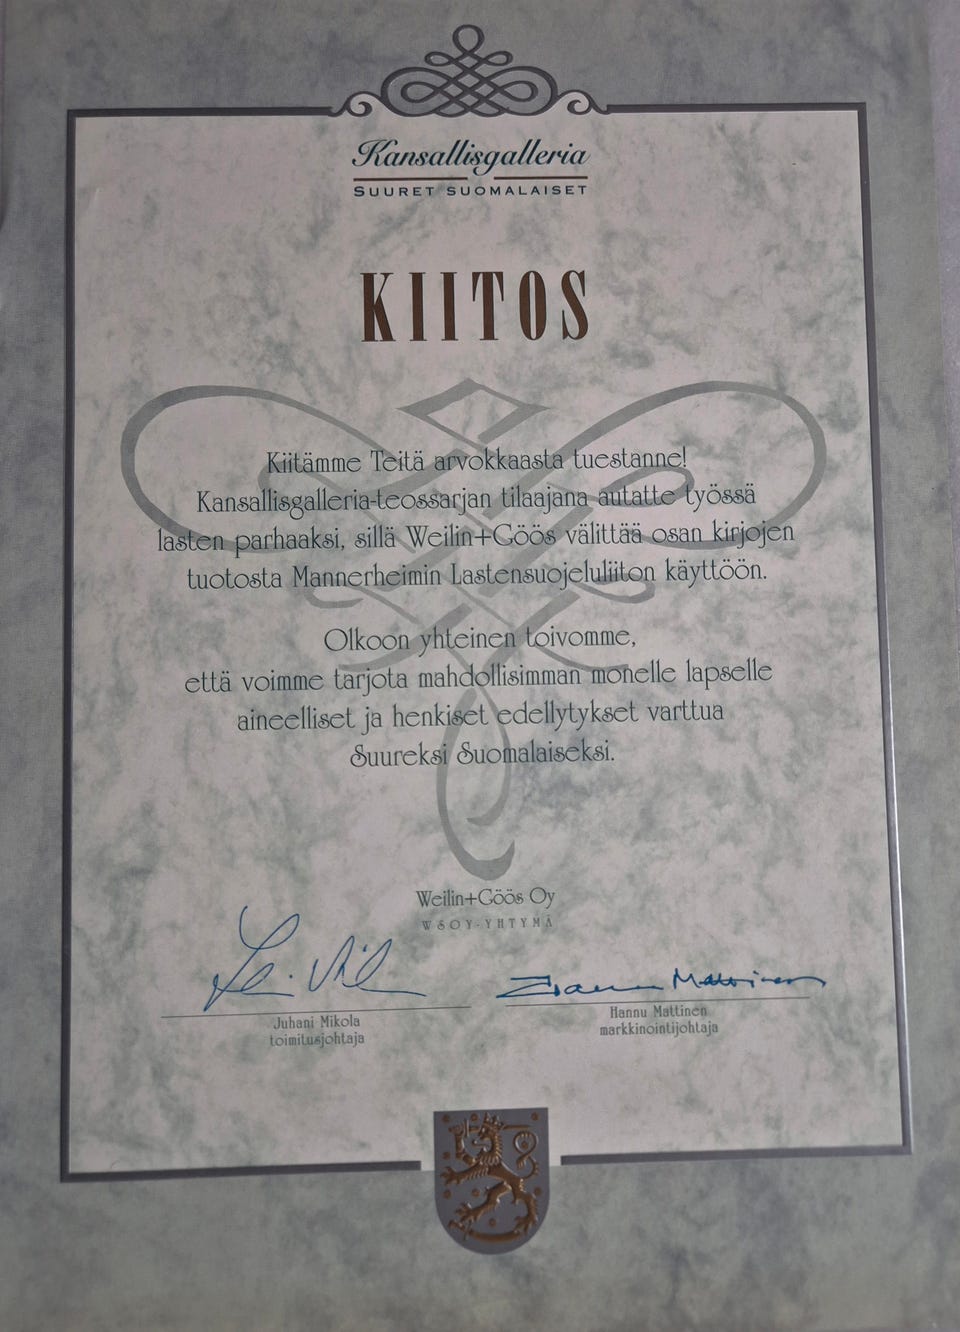 Kansallisgalleria
SUURET SUOMALAISET
KIITOS
Kiitämme Teitä arvokkaasta tuestanne!
Kansallisgalleria-teossarjan tilaajana autatte työssä
lasten parhaaksi, sillä Weilin+Göös välittää osan kirjojen
tuotosta Mannerheimin Lastensuojeluliiton käyttöön.
Olkoon yhteinen toivomme,
että voimme tarjota mahdollisimman monelle lapselle
aineelliset ja henkiset edellytykset varttua
Suureksi Suomalaiseksi.
Weilin+Göös Oy
WSOY-YHTYMÄ
Hannu Mattinen
Juhani Mikola
toimitusjohtaja
Hannu Mattinen
markkinointijohtaja